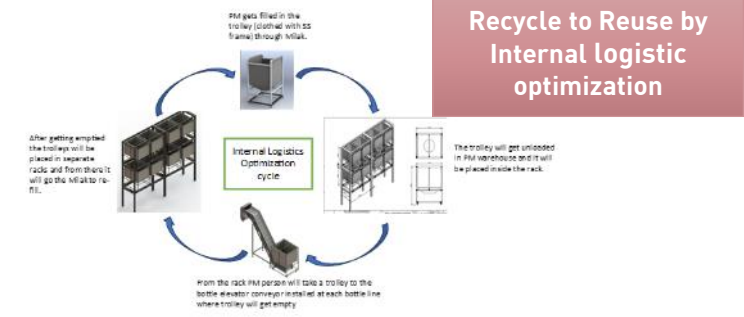 Recycle to Reuse by
Internal logistic
optimization
PM gets filled in the
trolley (clothed with SS
frame) through Milak.
After getting emptied
the trolleys will be
placed in separate
racks and from there it
will go the Milak to re-
fill.
Internal Logistics
Optimization
cycle
The trolley will get unloaded
in PM warehouse and it will
be placed inside the rack
From the rack PM person will take a trolley to the
bottle elevator conveyor installed at each bottle line
where trolley will get empty